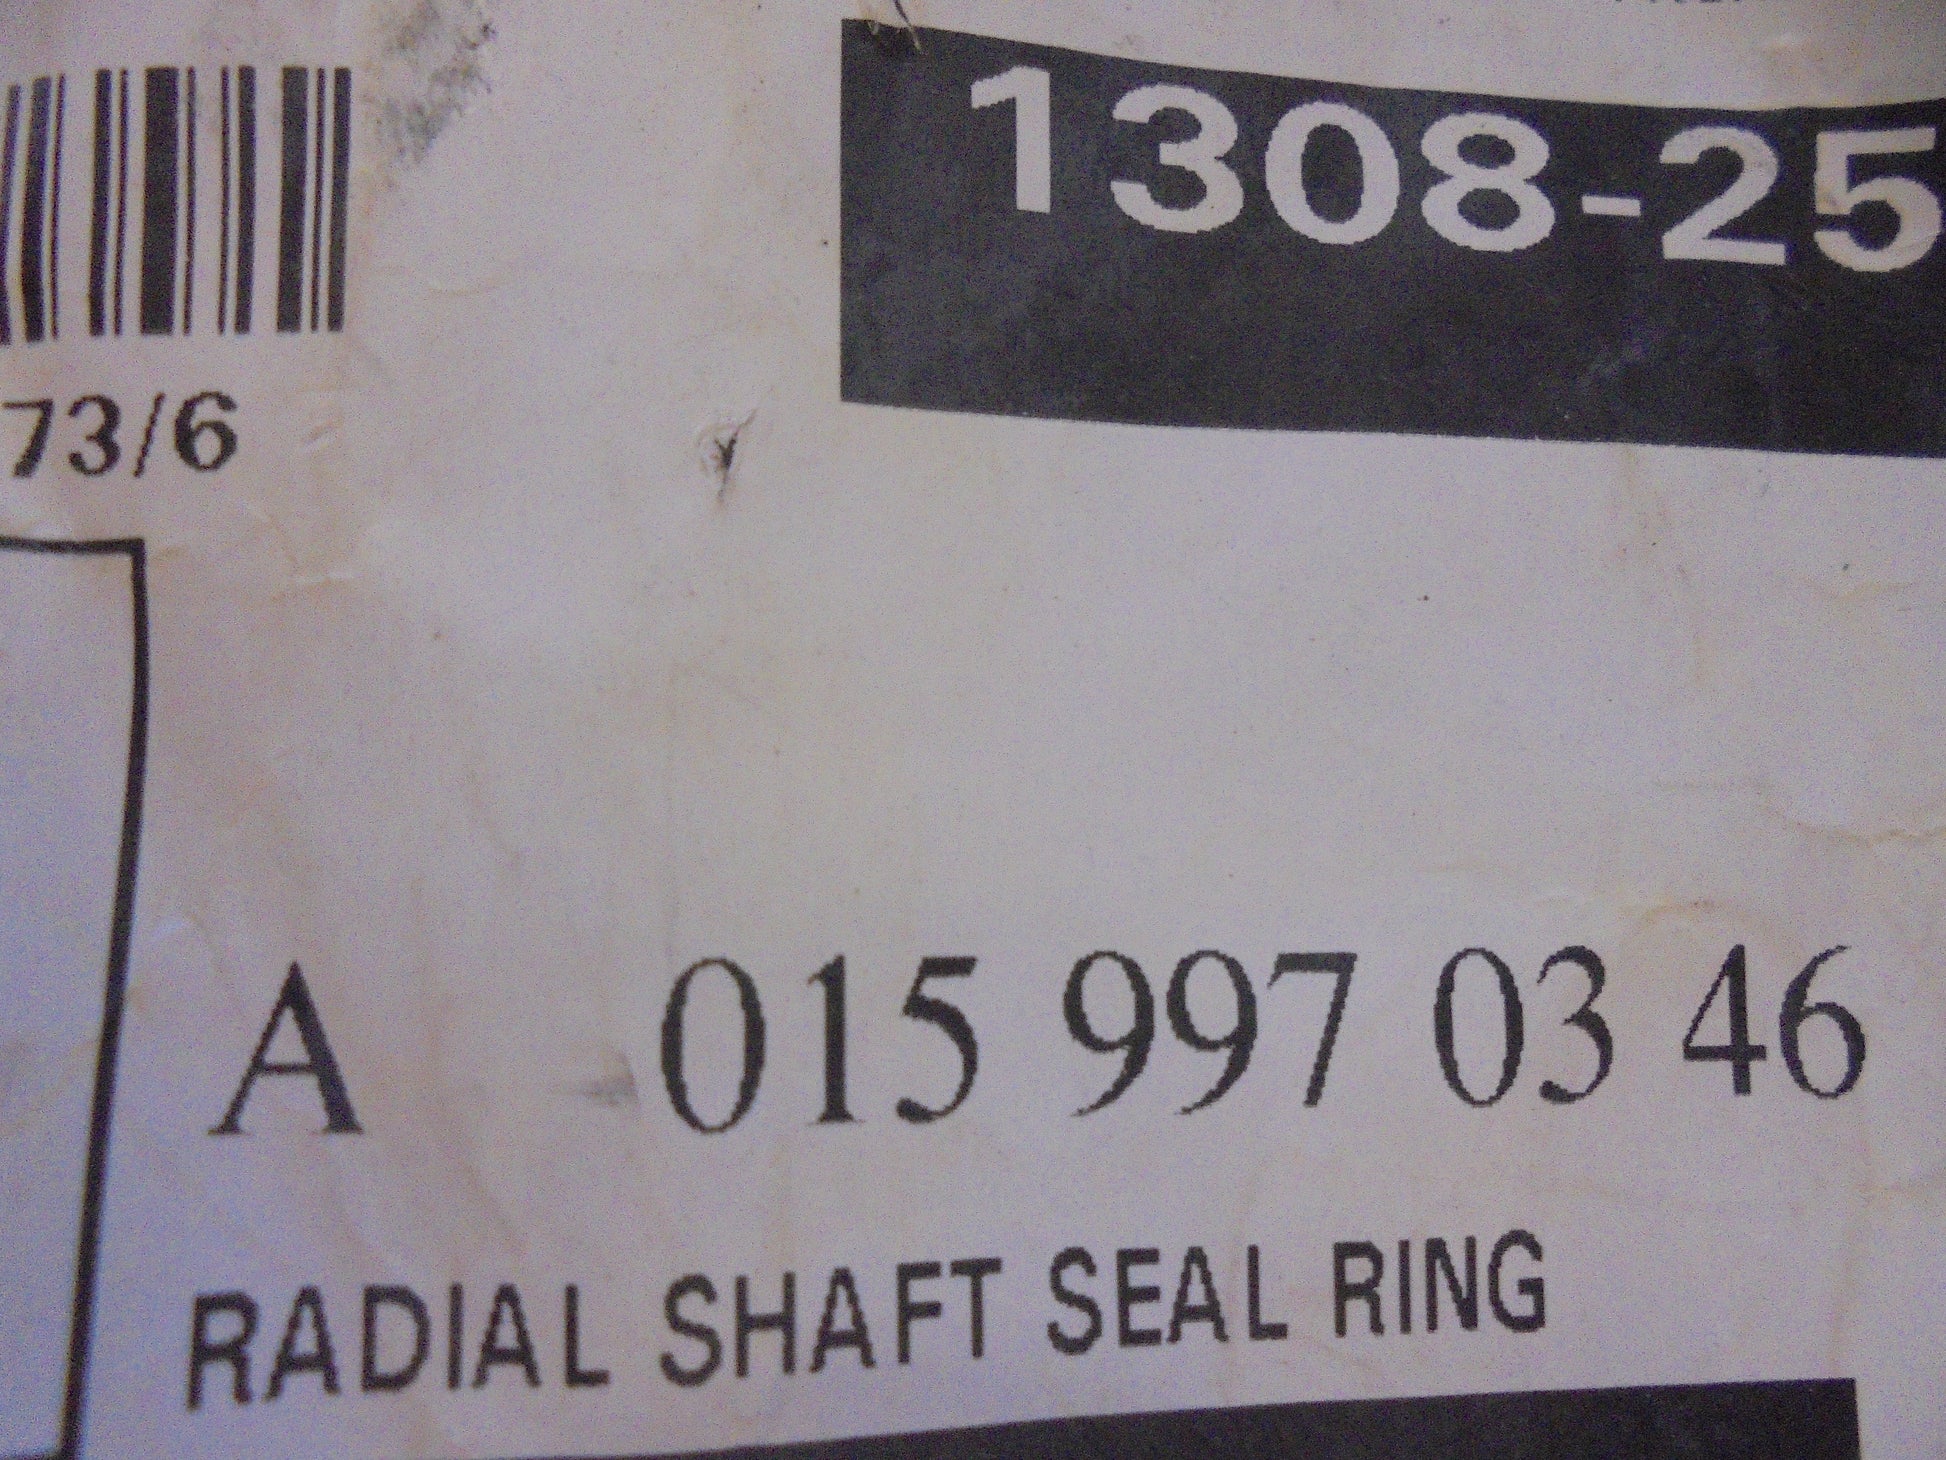 1308-25
73/6
A 015 997 03 46
RADIAL SHAFT SEAL RING